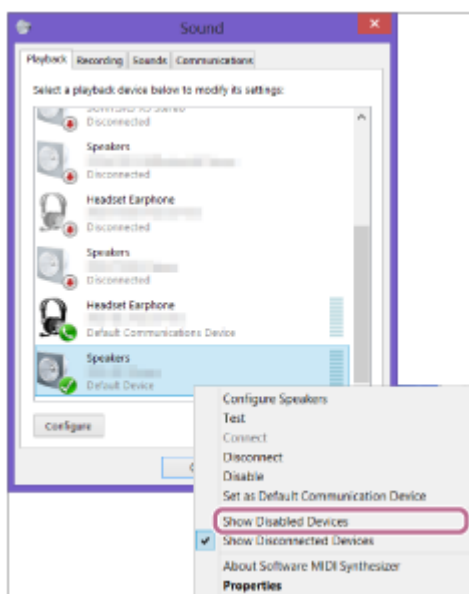 Sound
Playback Recording Sounds Communications
Select a playback device below to modify its settings:
Stereo
Disconnected
Speakers
Disconnected
Headset Earphone
Disconnected
Speakers
Disconnected
Headset Earphone
Default Communications Device
Speakers
Default Device
Configure
Configure Speakers
Test
Connect
Disconnect
Disable
Set as Default Communication Device
Show Disabled Devices
Show Disconnected Devices
About Software MIDI Synthesizer
Properties